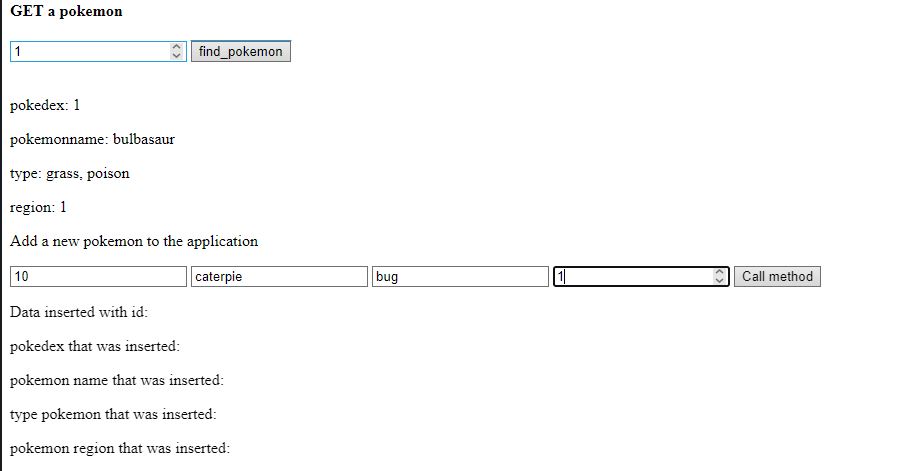 GET a pokemon
1 find_pokemon
pokedex: 1
pokemonname: bulbasaur
type: grass, poison
region: 1
Add a new pokemon to the application
10 caterpie bug 1 Call method
Data inserted with id:
pokedex that was inserted:
pokemon name that was inserted:
type pokemon that was inserted:
pokemon region that was inserted: